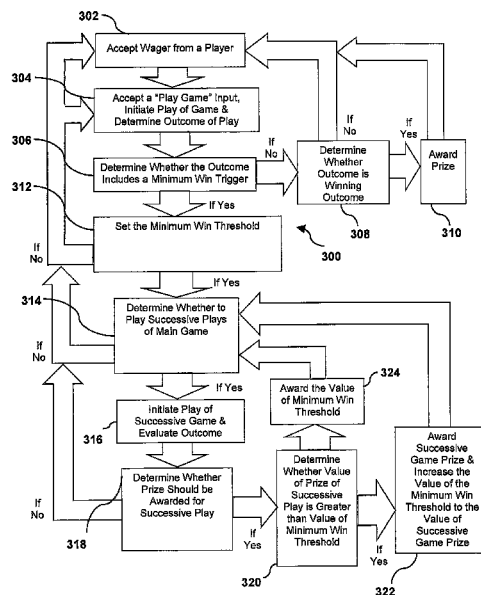 302
Accept Wager from a Player
304
Accept a "Play Game" Input,
Initiate Play of Game &
Determine Outcome of Play
306
Determine Whether the Outcome
Includes a Minimum Win Trigger
If
No
If
No
If
Yes
Determine
Whether
Outcome is
Winning
Outcome
308
Award
Prize
310
312
If Yes
Set the Minimum Win Threshold
300
If
No
If Yes
314
Determine Whether to
Play Successive Plays
of Main Game
If
No
If Yes
324
Award the Value
of Minimum Win
Threshold
316
Initiate Play of
Successive Game &
Evaluate Outcome
Determine Whether
Prize Should be
Awarded for
Successive Play
If
No
318
If
Yes
Determine
Whether Value
of Prize of
Successive
Play is Greater
than Value of
Minimum Win
Threshold
320
If
Yes
Award
Successive
Game Prize &
Increase the
Value of the
Minimum Win
Threshold to the
Value of
Successive
Game Prize
322